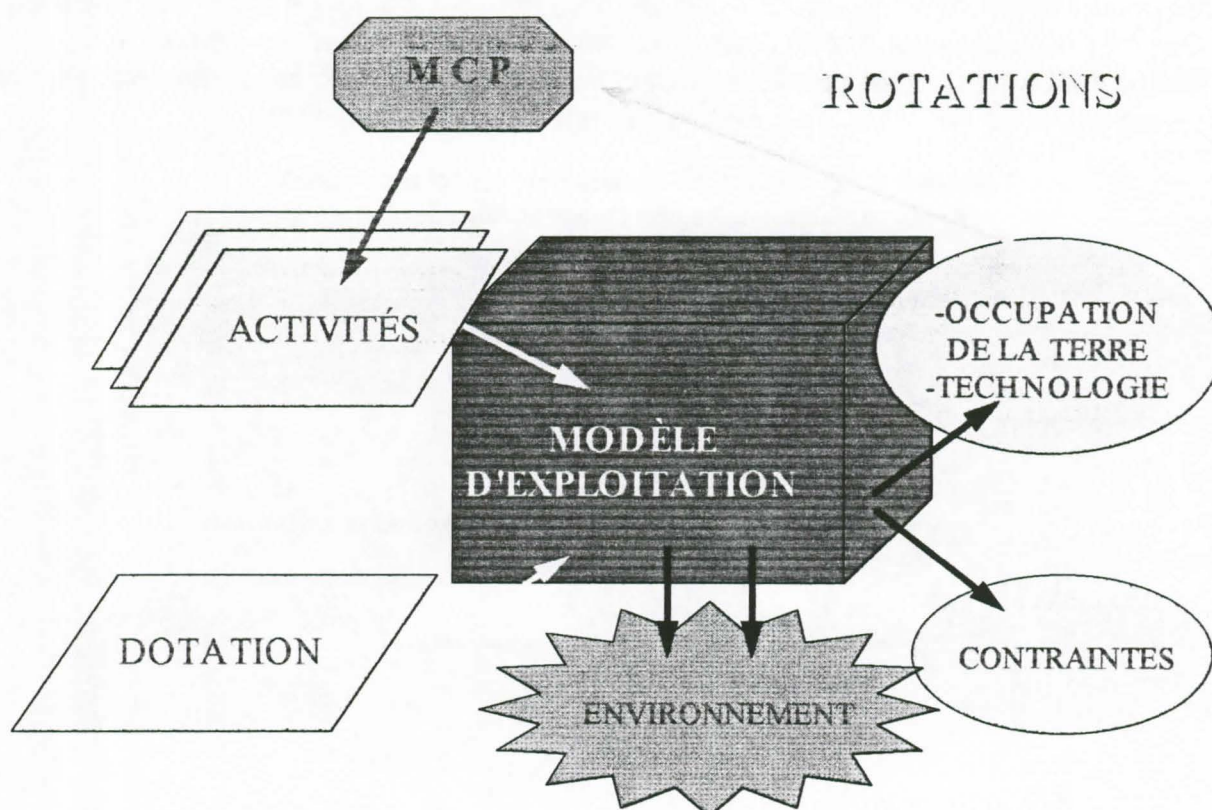 MCP
ROTATIONS
ACTIVITÉS
-OCCUPATION
DE LA TERRE
-TECHNOLOGIE
MODÈLE
D'EXPLOITATION
DOTATION
ENVIRONNEMENT
CONTRAINTES